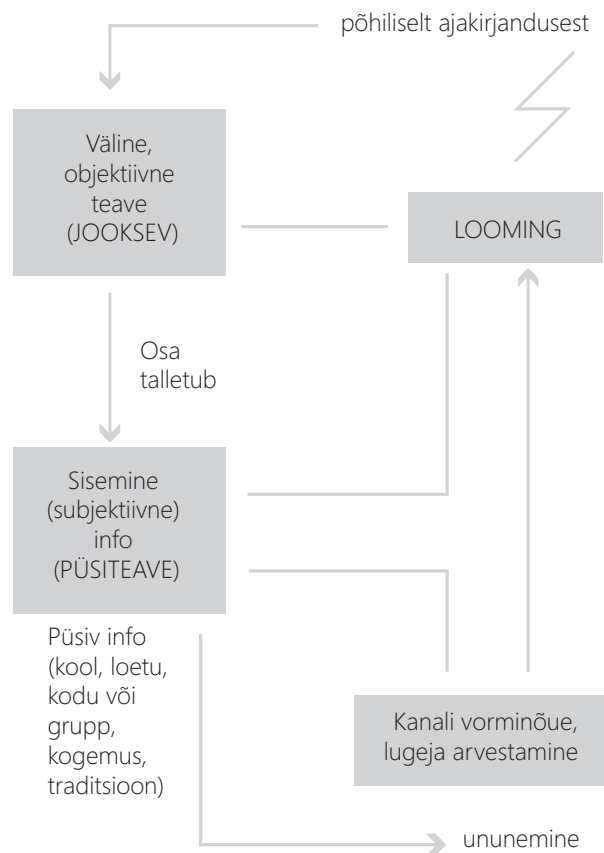 põhiliselt ajakirjandusest
Väline,
objektiivne
teave
(JOOKSEV)
LOOMING
Osa
talletub
Sisemine
(subjektiivne)
info
(PÜSITEAVE)
Püsiv info
(kool, loetu,
kodu või
grupp,
kogemus,
traditsioon)
Kanali vorminõue,
lugeja arvestamine
ununemine